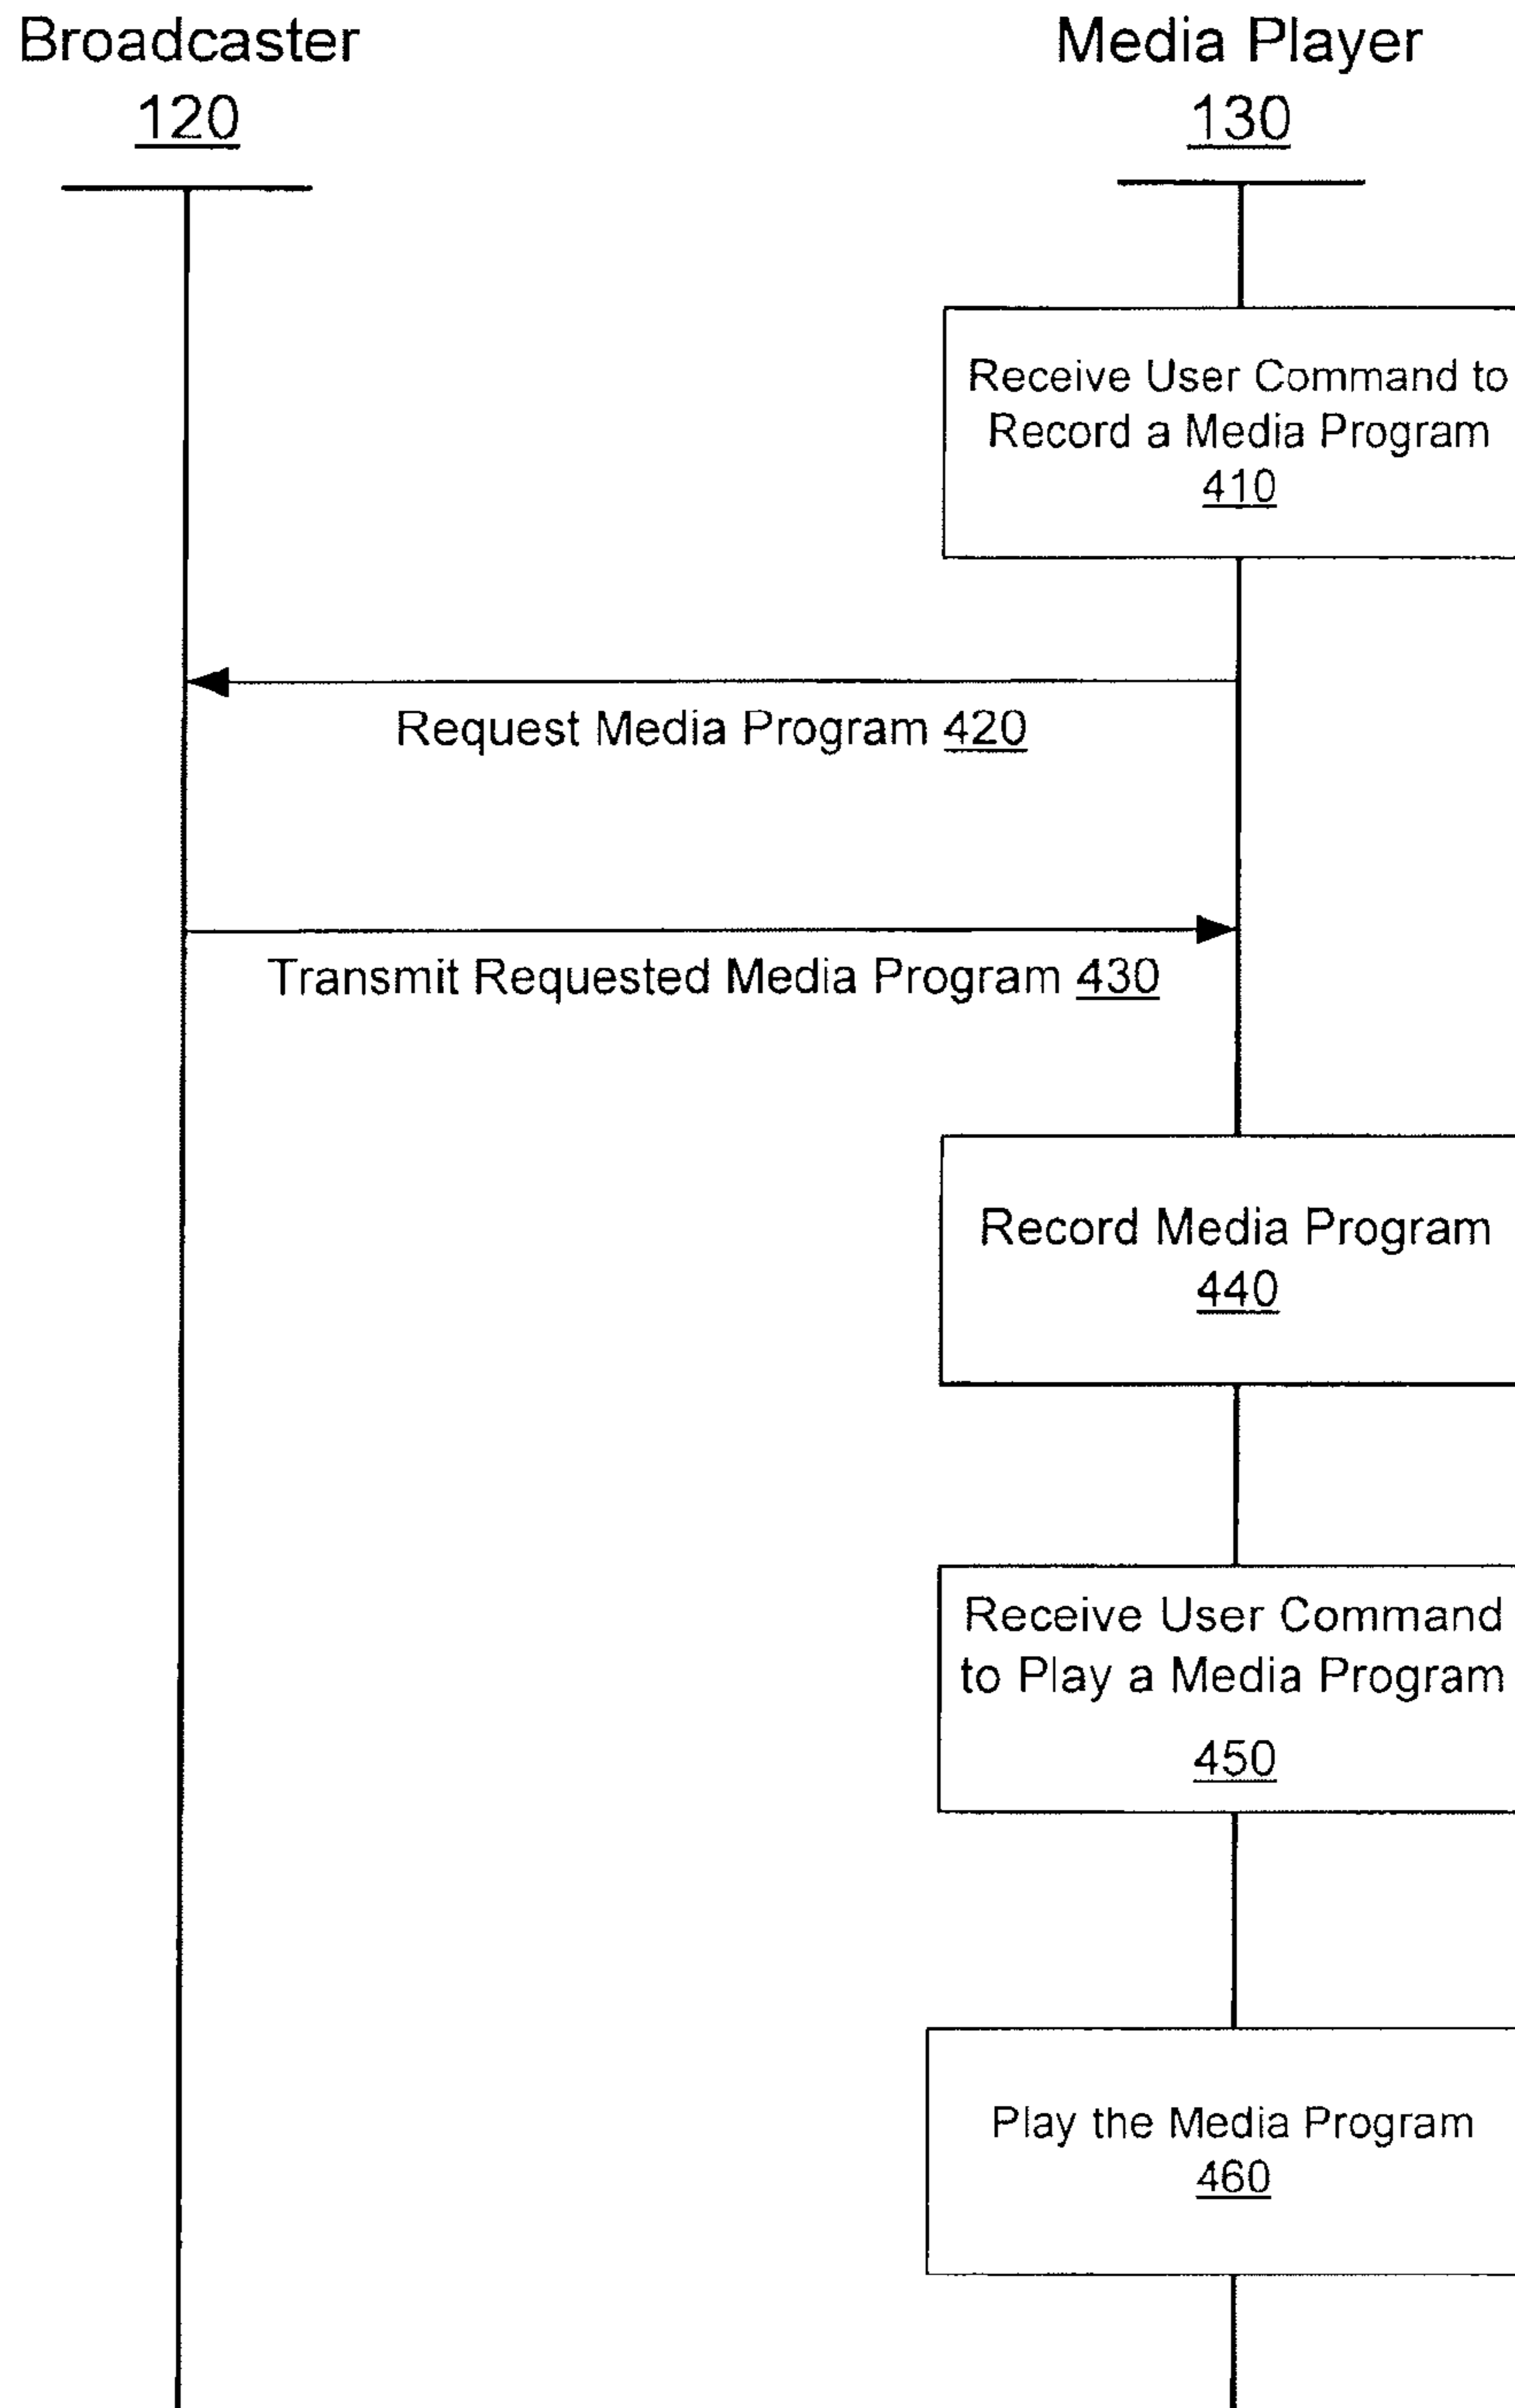 Broadcaster
120
Media Player
130
Receive User Command to
Record a Media Program
410
Request Media Program 420
Transmit Requested Media Program 430
Record Media Program
440
Receive User Command
to Play a Media Program
450
Play the Media Program
460